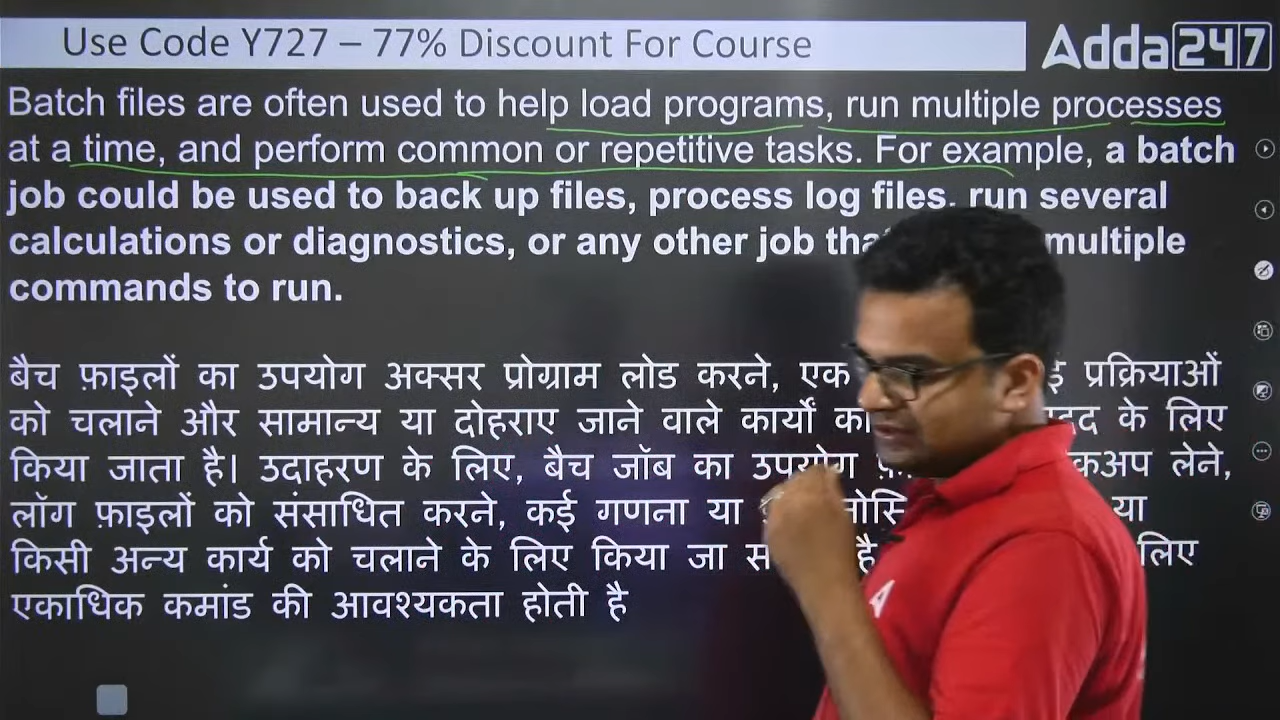 Use Code Y727 – 77% Discount For Course
Adda247
Batch files are often used to help load programs, run multiple processes
at a time, and perform common or repetitive tasks. For example, a batch
job could be used to back up files, process log files, run several
calculations or diagnostics, or any other job multiple
commands to run.
बैच फ़ाइलों का उपयोग अक्सर प्रोग्राम लोड करने, एक प्रक्रियाओं
को चलाने और सामान्य या दोहराए जाने वाले कार्यों के लिए
किया जाता है। उदाहरण के लिए, बैच जॉब का उपयोग लेने,
लॉग फ़ाइलों को संसाधित करने, कई गणना या या
किसी अन्य कार्य को चलाने के लिए किया जा है लिए
एकाधिक कमांड की आवश्यकता होती है